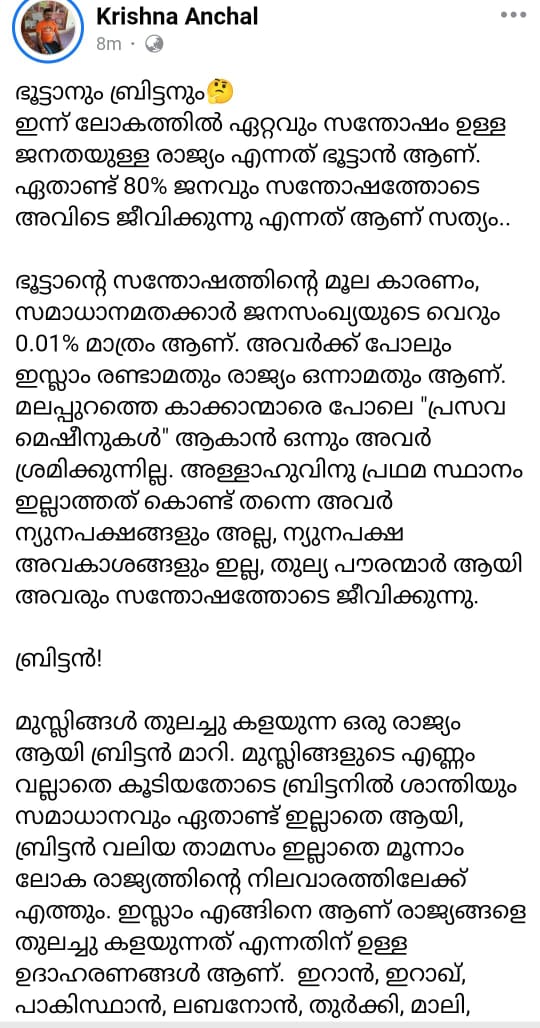 Krishna Anchal
8m ·
ഭൂട്ടാനും ബ്രിട്ടനും🤔
ഇന്ന് ലോകത്തിൽ ഏറ്റവും സന്തോഷം ഉള്ള
ജനതയുള്ള രാജ്യം എന്നത് ഭൂട്ടാൻ ആണ്.
ഏതാണ്ട് 80% ജനവും സന്തോഷത്തോടെ
അവിടെ ജീവിക്കുന്നു എന്നത് ആണ് സത്യം..
ഭൂട്ടാന്റെ സന്തോഷത്തിന്റെ മൂല കാരണം,
സമാധാനമതക്കാർ ജനസംഖ്യയുടെ വെറും
0.01% മാത്രം ആണ്. അവർക്ക് പോലും
ഇസ്ലാം രണ്ടാമതും രാജ്യം ഒന്നാമതും ആണ്.
മലപ്പുറത്തെ കാക്കാന്മാരെ പോലെ "പ്രസവ
മെഷീനുകൾ" ആകാൻ ഒന്നും അവർ
ശ്രമിക്കുന്നില്ല. അള്ളാഹുവിനു പ്രഥമ സ്ഥാനം
ഇല്ലാത്തത് കൊണ്ട് തന്നെ അവർ
ന്യുനപക്ഷങ്ങളും അല്ല, ന്യുനപക്ഷ
അവകാശങ്ങളും ഇല്ല, തുല്യ പൗരന്മാർ ആയി
അവരും സന്തോഷത്തോടെ ജീവിക്കുന്നു.
ബ്രിട്ടൻ!
മുസ്ലിങ്ങൾ തുലച്ചു കളയുന്ന ഒരു രാജ്യം
ആയി ബ്രിട്ടൻ മാറി. മുസ്ലിങ്ങളുടെ എണ്ണം
വല്ലാതെ കൂടിയതോടെ ബ്രിട്ടനിൽ ശാന്തിയും
സമാധാനവും ഏതാണ്ട് ഇല്ലാതെ ആയി,
ബ്രിട്ടൻ വലിയ താമസം ഇല്ലാതെ മൂന്നാം
ലോക രാജ്യത്തിന്റെ നിലവാരത്തിലേക്ക്
എത്തും. ഇസ്ലാം എങ്ങിനെ ആണ് രാജ്യങ്ങളെ
തുലച്ചു കളയുന്നത് എന്നതിന് ഉള്ള
ഉദാഹരണങ്ങൾ ആണ്.  ഇറാൻ, ഇറാഖ്,
പാകിസ്ഥാൻ, ലബനോൻ, തുർക്കി, മാലി,